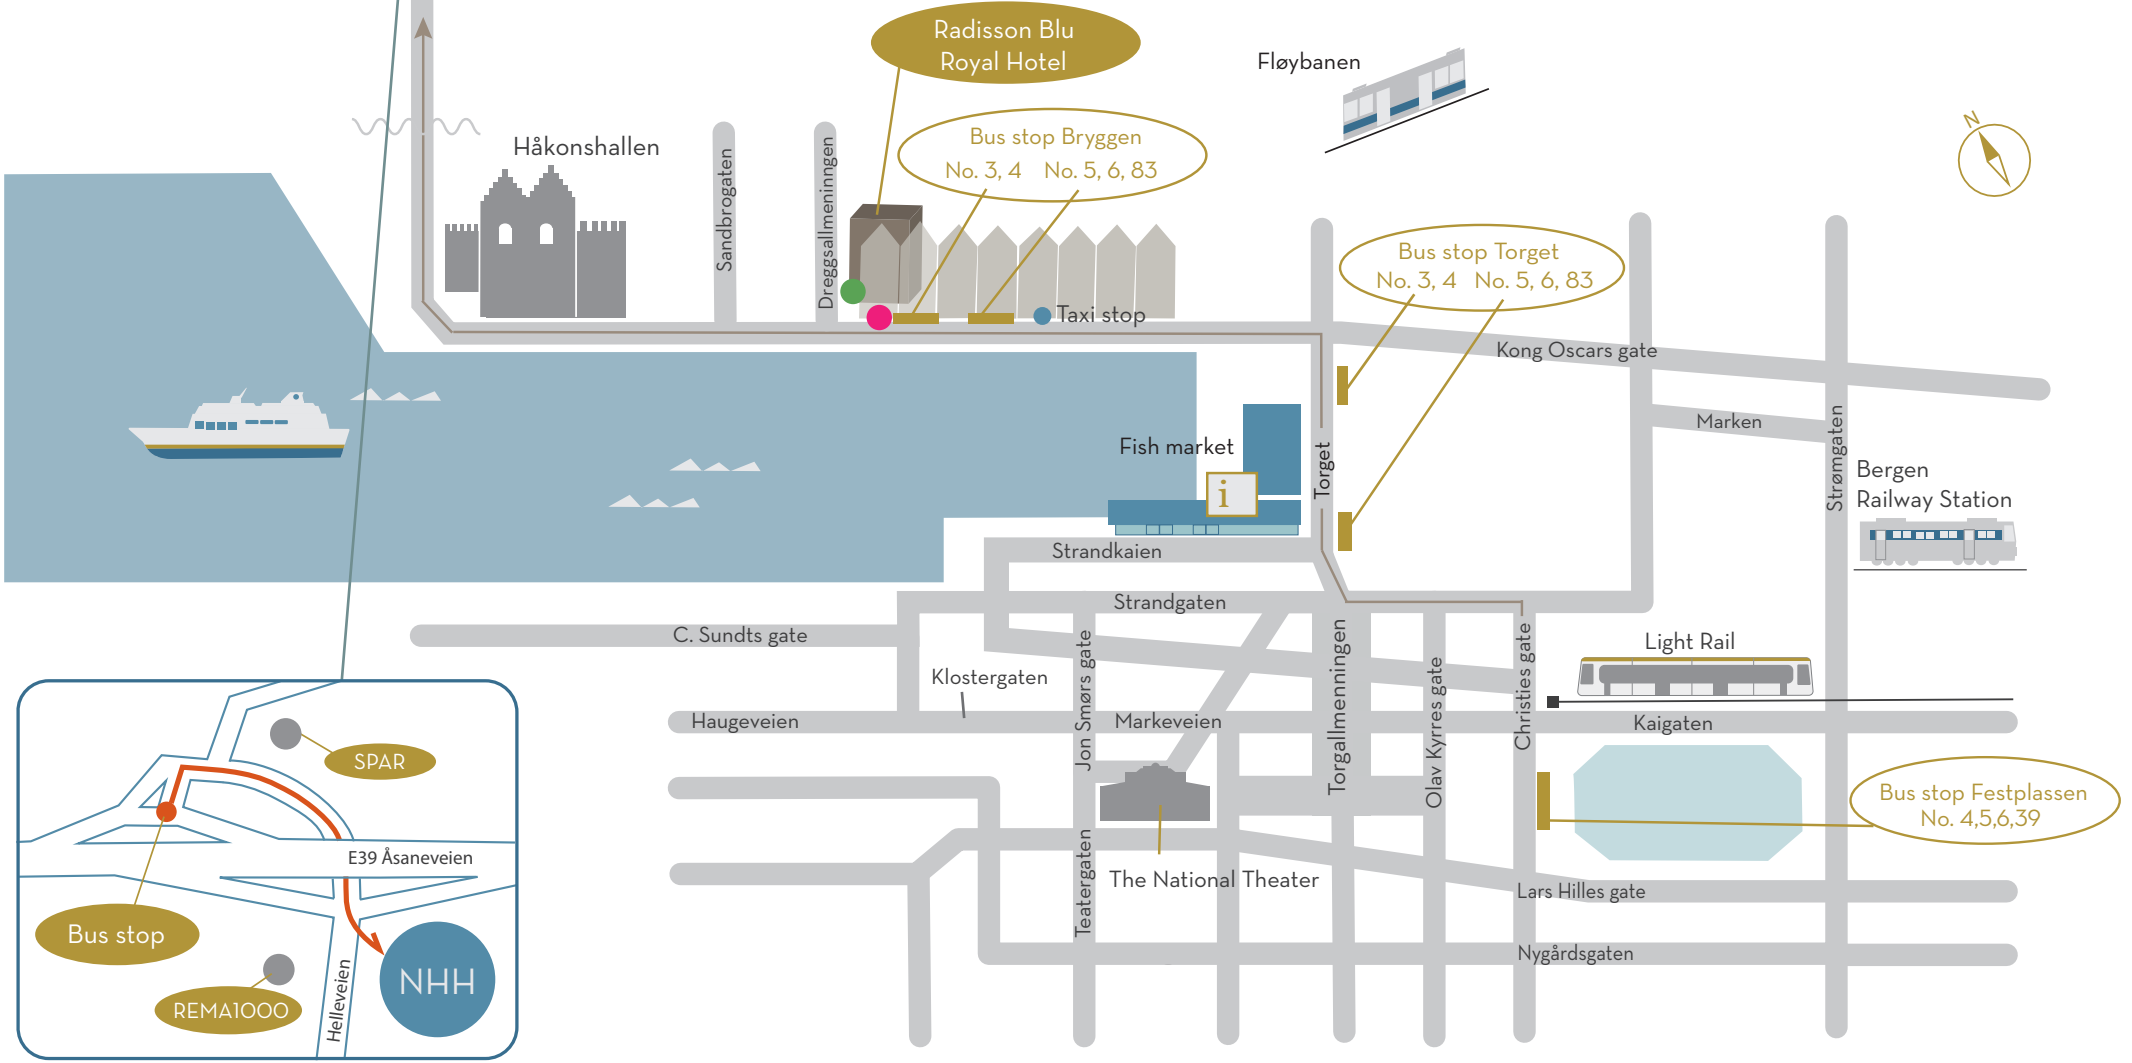 Radisson Blu
Royal Hotel
Fløybanen
N
Håkonshallen
Bus stop Bryggen
No. 3, 4 No. 5, 6, 83
Sandbrogaten
Dreggsallmeninngen
Bus stop Torget
No. 3, 4 No. 5, 6, 83
Taxi stop
Kong Oscars gate
Marken
Fish market
i
Torget
Strømgaten
Bergen
Railway Station
Strandkaien
Strandgaten
C. Sundts gate
Jon Smørs gate
Torgallmenningen
Olav Kyrres gate
Christies gate
Light Rail
Klostergaten
Haugeveien
Markeveien
Kaigaten
SPAR
Bus stop Festplassen
No. 4,5,6,39
E39 Åsaneveien
The National Theater
Teatergaten
Lars Hilles gate
Bus stop
Nygårdsgaten
NHH
REMA1000
Helleveien